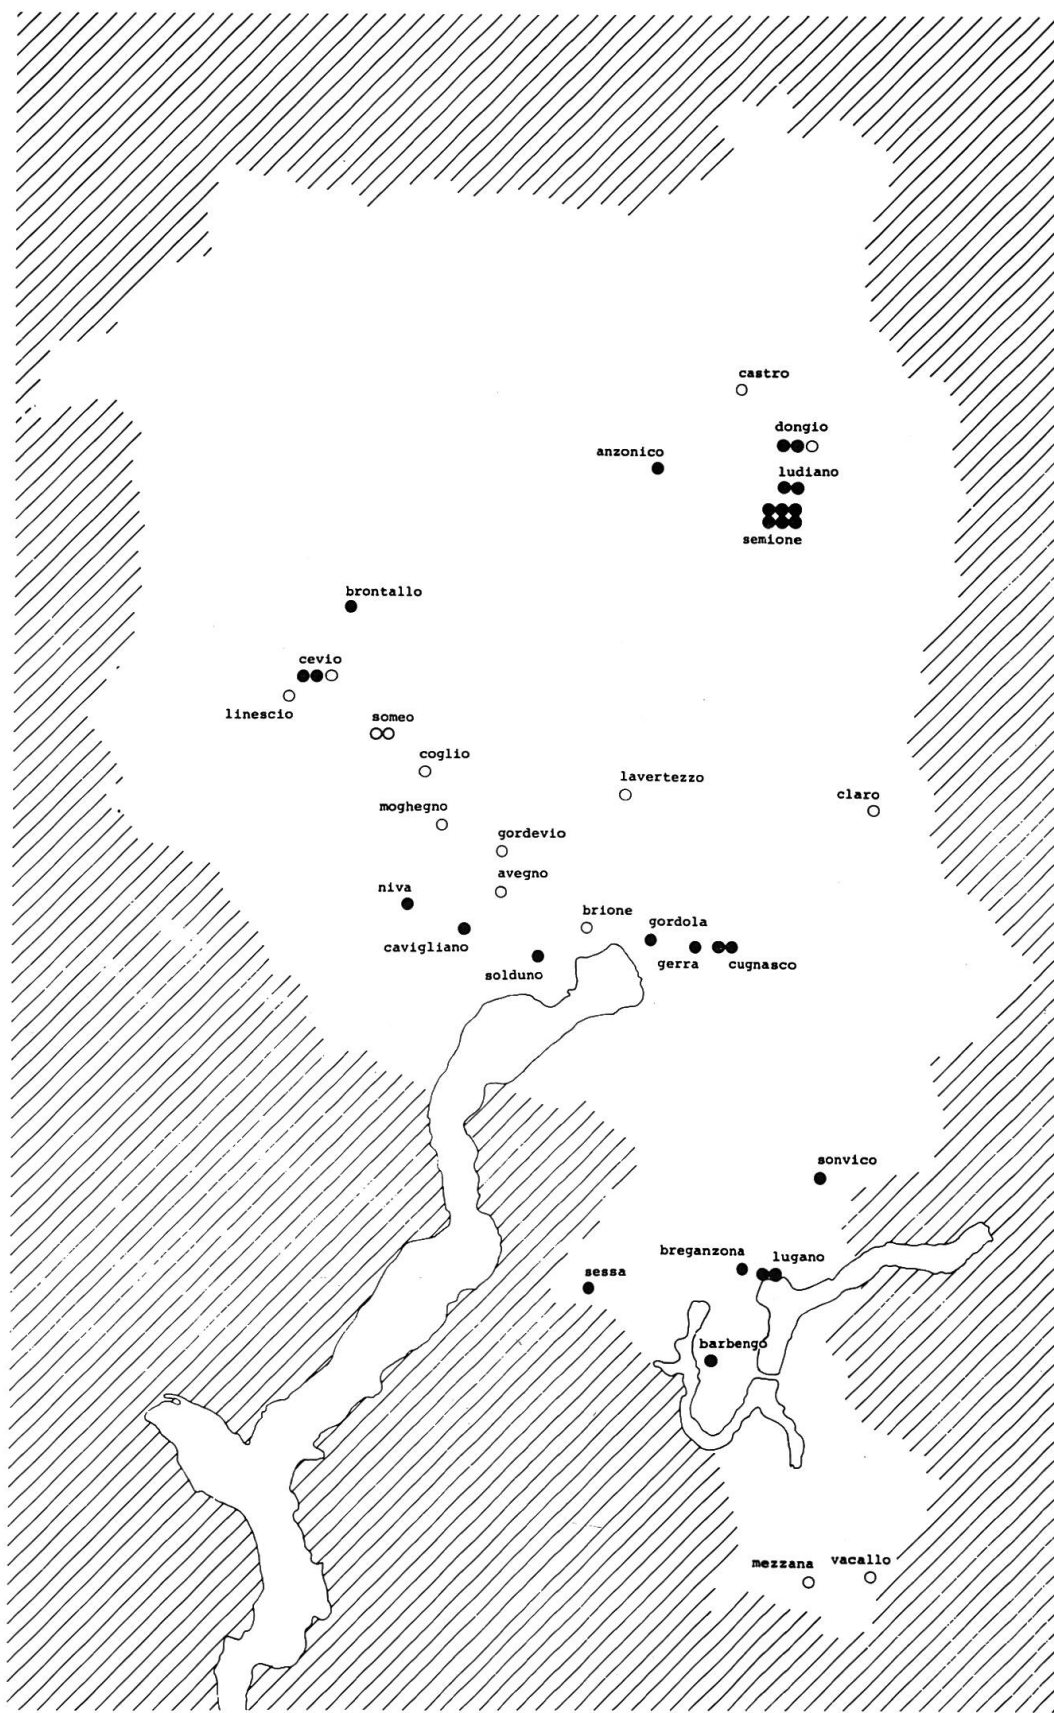 castro
dongio
anzonico
ludiano
semione
brontallo
cevio
linescio
someo
coglio
lavertezzo
claro
moghegno
gordevio
avegno
niva
brione
gordola
cavigliano
gerra
cugnasco
solduno
sonvico
breganzona
lugano
sessa
barbengo
mezzana
vacallo